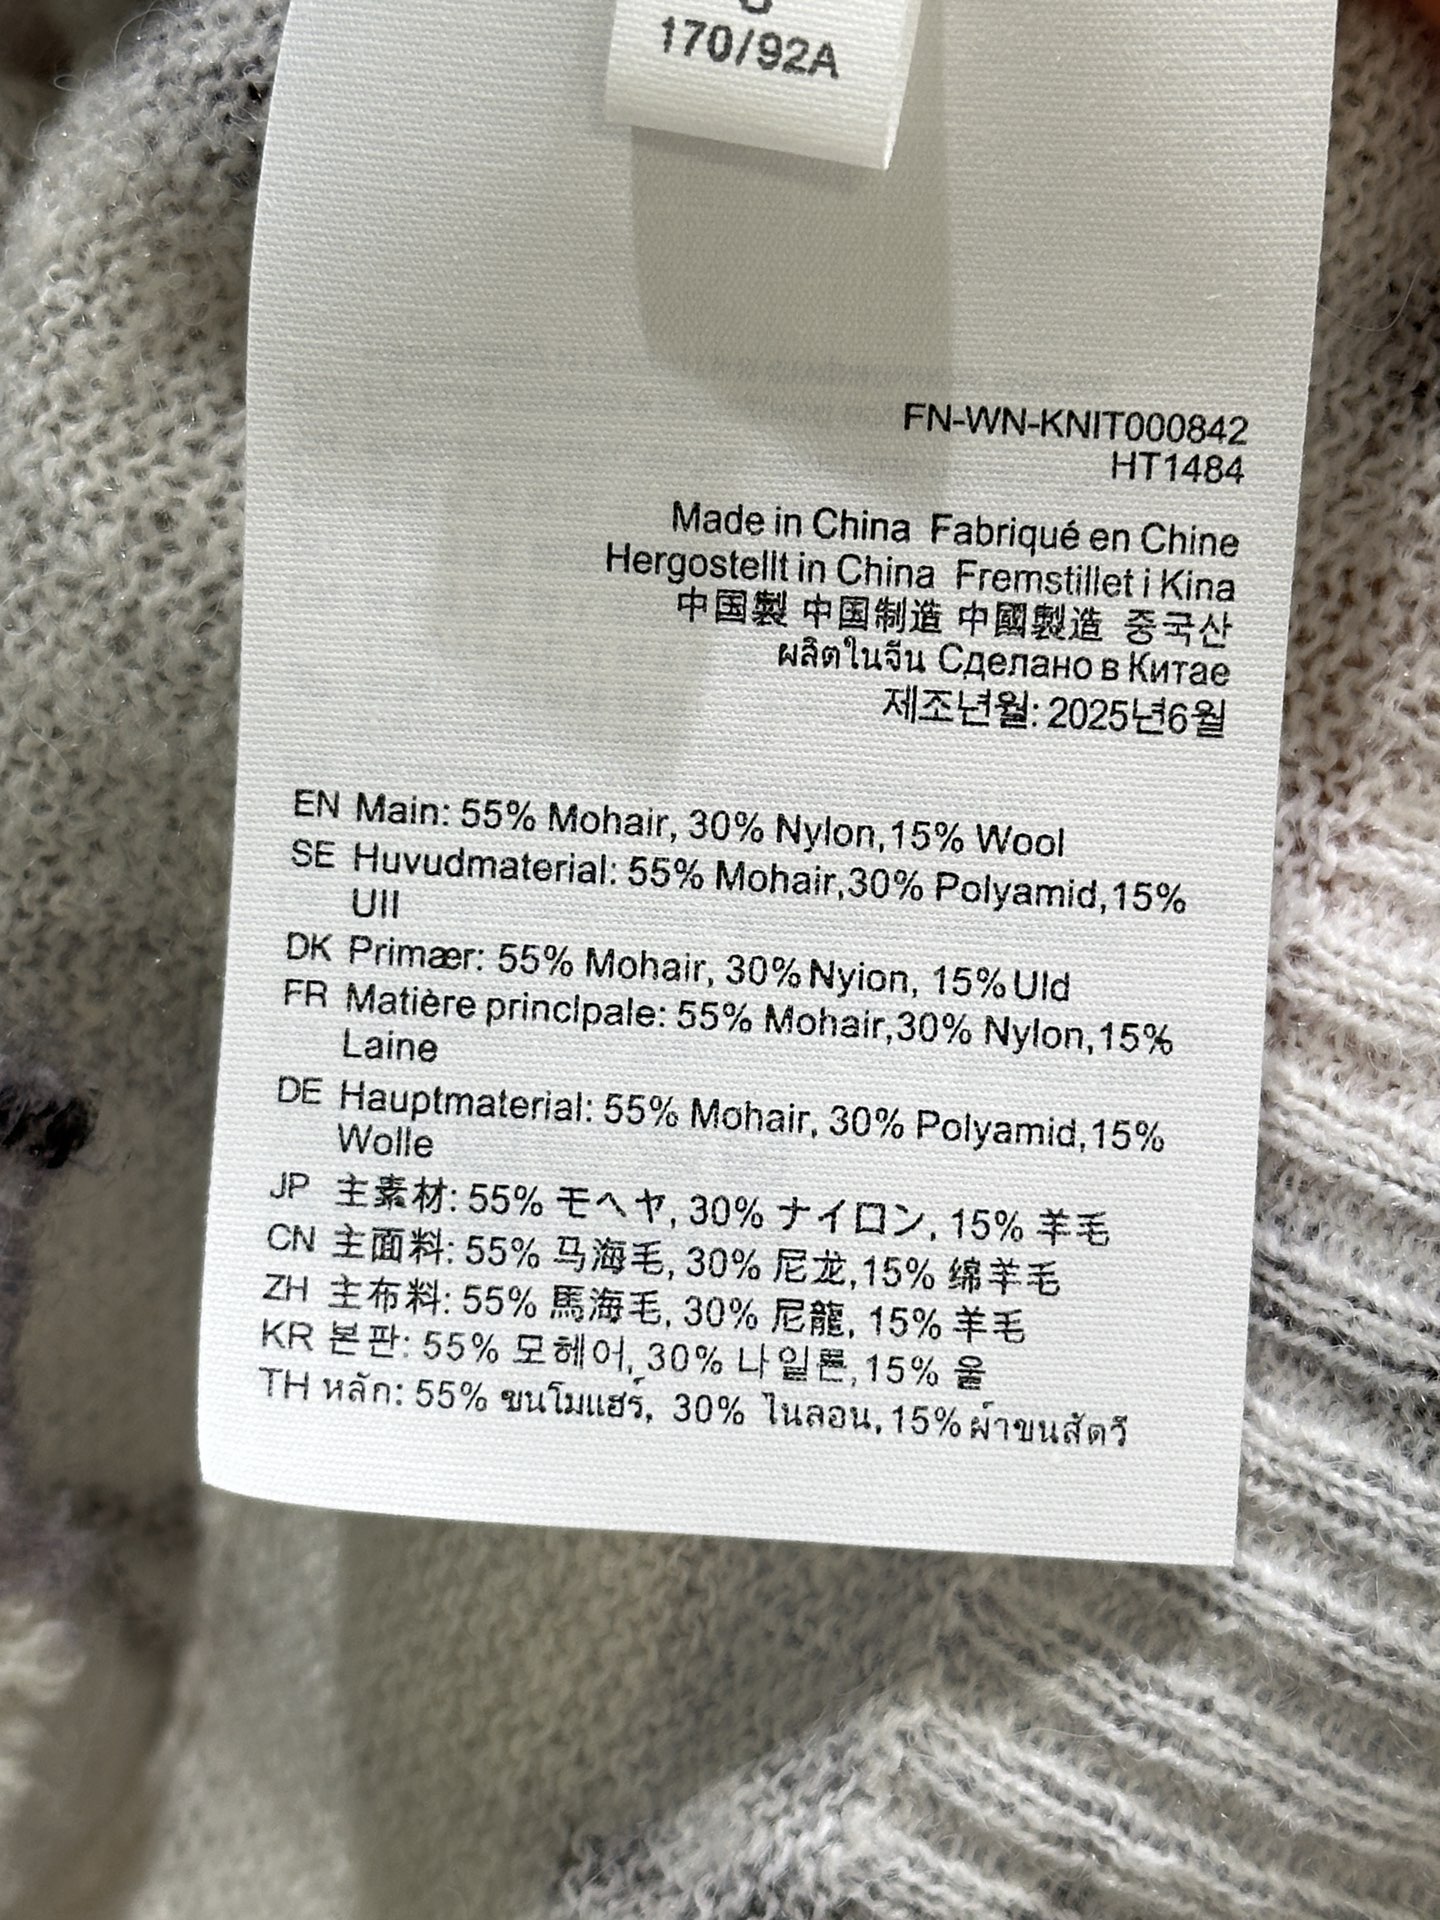 170/92A
FN-WN-KNIT000842
HT1484
Made in China Fabriqué en Chine
Hergostellt in China Fremstillet i Kina
中国製 中国制造 中國製造 중국산
ผลิตในจีน Сделано в Китае
제조년월: 2025년6월
EN Main: 55% Mohair, 30% Nylon,15% Wool
SE Huvudmaterial: 55% Mohair,30% Polyamid,15%
Ull
DK Primær: 55% Mohair, 30% Nyion, 15% Uld
FR Matière princlpale: 55% Mohair,30% Nylon,15%
Laine
DE Hauptmaterial: 55% Mohair, 30% Polyamid,15%
Wolle
JP 主素材: 55% モヘヤ, 30% ナイロン, 15% 羊毛
CN 主面料: 55% 马海毛, 30% 尼龙,15% 绵羊毛
ZH 主布料: 55% 馬海毛, 30% 尼龍, 15% 羊毛
KR 본판: 55% 모헤어, 30% 나일론,15% 울
TH หลัก: 55% ขนโมแฮร์, 30% ไนลอน, 15% ผ้าขนสัตว์